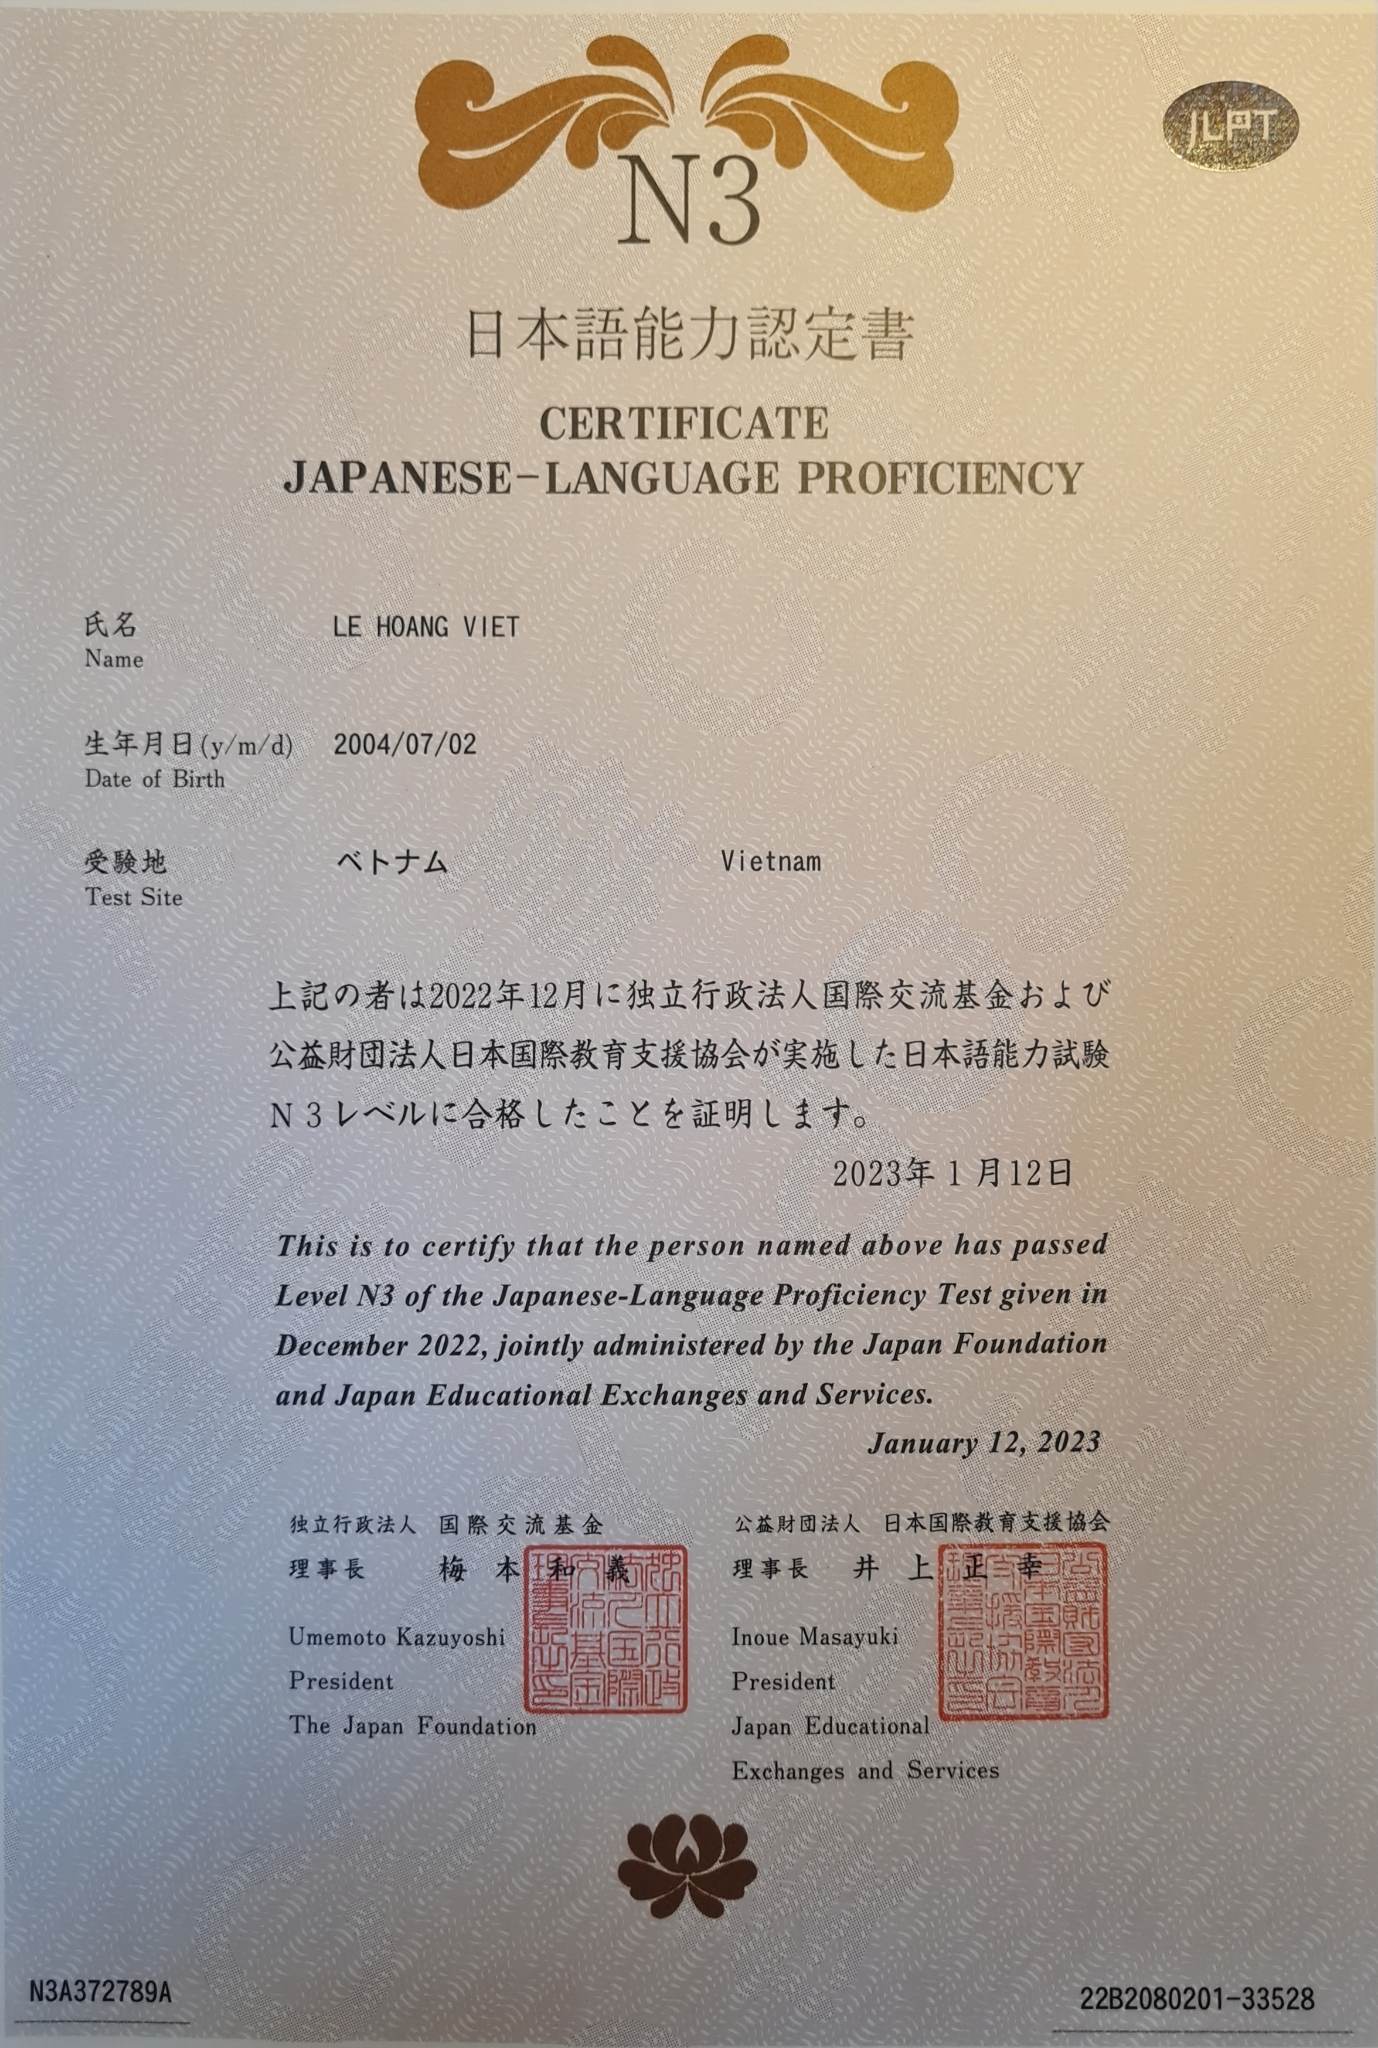 JLPT
N3
日本語能力認定書
CERTIFICATE
JAPANESE-LANGUAGE PROFICIENCY
氏名 LE HOANG VIET
Name
生年月日(y/m/d) 2004/07/02
Date of Birth
受験地 ベトナム Vietnam
Test Site
上記の者は2022年12月に独立行政法人国際交流基金および
公益財団法人日本国際教育支援協会が実施した日本語能力試験
N3レベルに合格したことを証明します。
2023年1月12日
This is to certify that the person named above has passed
Level N3 of the Japanese-Language Proficiency Test given in
December 2022, jointly administered by the Japan Foundation
and Japan Educational Exchanges and Services.
January 12, 2023
独立行政法人 国際交流基金
理事長 梅本和義
Umemoto Kazuyoshi
President
The Japan Foundation
公益財団法人 日本国際教育支援協会
理事長 井上正幸
Inoue Masayuki
President
Japan Educational
Exchanges and Services
N3A372789A
22B2080201-33528